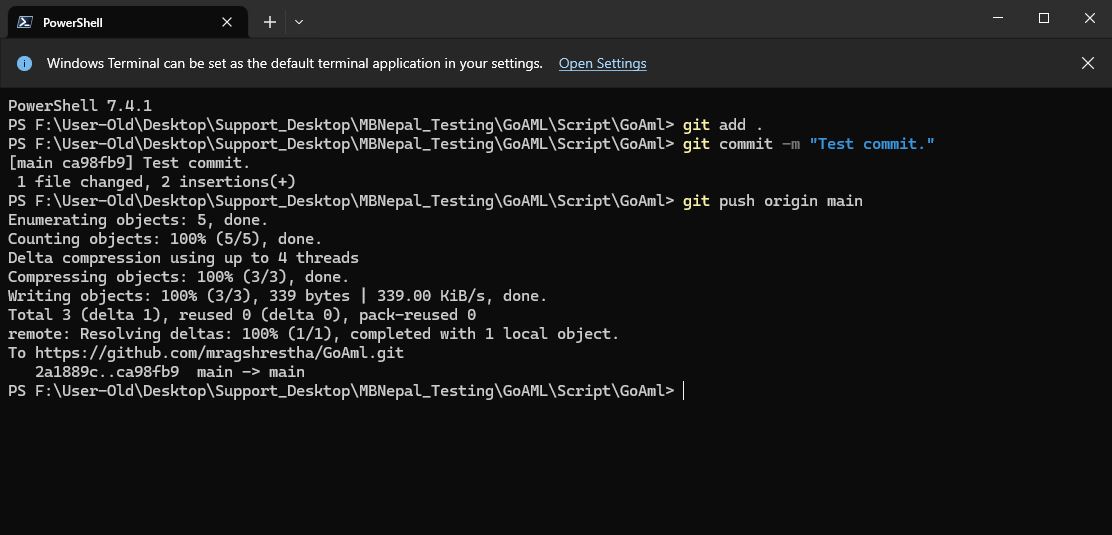 PowerShell
Windows Terminal can be set as the default terminal application in your settings. Open Settings
PowerShell 7.4.1
PS F:\User-Old\Desktop\Support_Desktop\MBNepal_Testing\GoAML\Script\GoAml> git add .
PS F:\User-Old\Desktop\Support_Desktop\MBNepal_Testing\GoAML\Script\GoAml> git commit -m "Test commit."
[main ca98fb9] Test commit.
 1 file changed, 2 insertions(+)
PS F:\User-Old\Desktop\Support_Desktop\MBNepal_Testing\GoAML\Script\GoAml> git push origin main
Enumerating objects: 5, done.
Counting objects: 100% (5/5), done.
Delta compression using up to 4 threads
Compressing objects: 100% (3/3), done.
Writing objects: 100% (3/3), 339 bytes | 339.00 KiB/s, done.
Total 3 (delta 1), reused 0 (delta 0), pack-reused 0
remote: Resolving deltas: 100% (1/1), completed with 1 local object.
To https://github.com/mragshrestha/GoAml.git
   2a1889c..ca98fb9  main -> main
PS F:\User-Old\Desktop\Support_Desktop\MBNepal_Testing\GoAML\Script\GoAml>